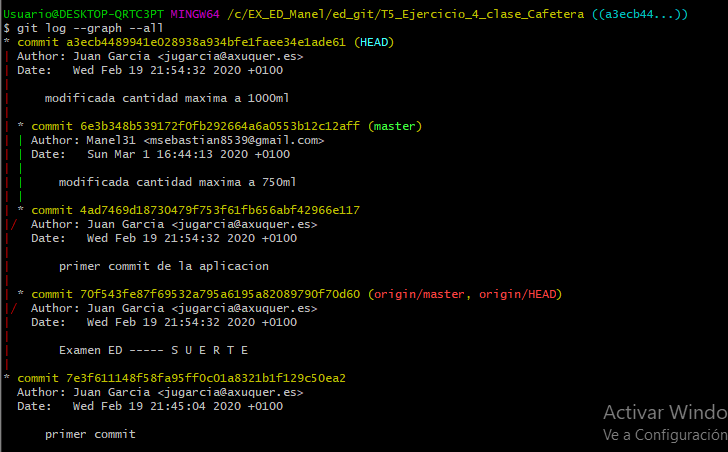 Usuario@DESKTOP-QRTC3PT MINGW64 /c/EX_ED_Manel/ed_git/T5_Ejercicio_4_clase_Cafetera ((a3ecb44...))
$ git log --graph --all
* commit a3ecb4489941e028938a934bfe1faee34e1ade61 (HEAD)
| Author: Juan Garcia <jugarcia@axuquer.es>
| Date:   Wed Feb 19 21:54:32 2020 +0100
|
|     modificada cantidad maxima a 1000ml
|
| * commit 6e3b348b539172f0fb292664a6a0553b12c12aff (master)
| | Author: Manel31 <msebastian8539@gmail.com>
| | Date:   Sun Mar 1 16:44:13 2020 +0100
| |
| |     modificada cantidad maxima a 750ml
| |
| * commit 4ad7469d18730479f753f61fb656abf42966e117
|/  Author: Juan Garcia <jugarcia@axuquer.es>
|   Date:   Wed Feb 19 21:54:32 2020 +0100
|
|       primer commit de la aplicacion
|
| * commit 70f543fe87f69532a795a6195a82089790f70d60 (origin/master, origin/HEAD)
|/  Author: Juan Garcia <jugarcia@axuquer.es>
|   Date:   Wed Feb 19 21:54:32 2020 +0100
|
|       Examen ED ----- S U E R T E
|
* commit 7e3f611148f58fa95ff0c01a8321b1f129c50ea2
  Author: Juan Garcia <jugarcia@axuquer.es>
  Date:   Wed Feb 19 21:45:04 2020 +0100

      primer commit
Activar Windo
Ve a Configuración